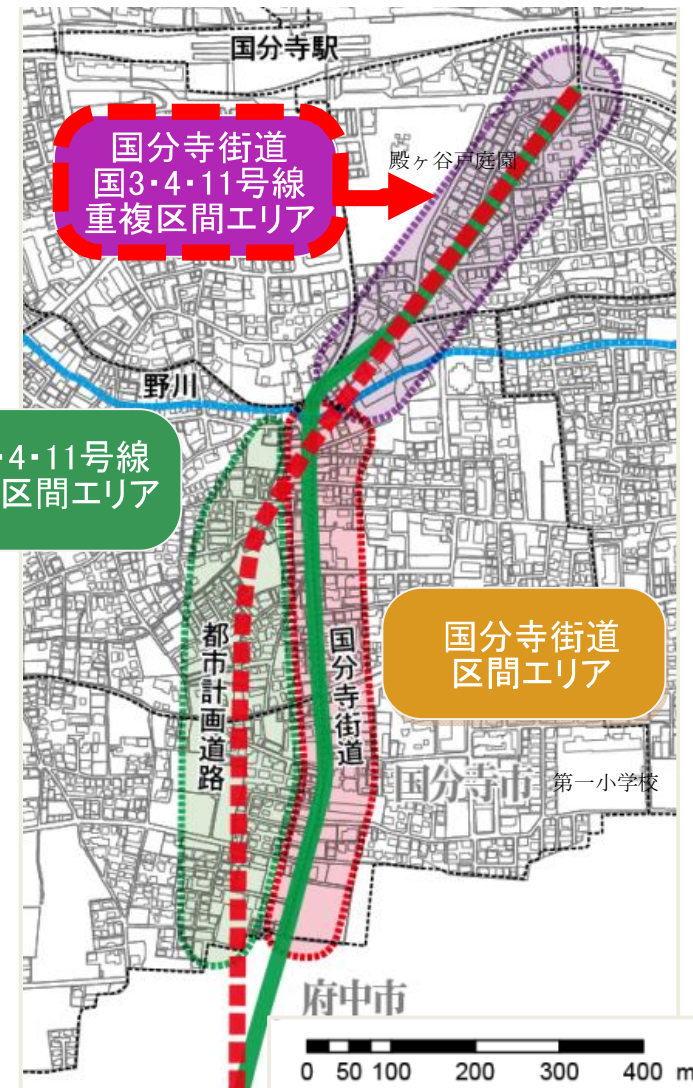 国分寺駅
国分寺街道
国3・4・11号線
重複区間エリア
殿ヶ谷戸庭園
野川
・4・11号線
区間エリア
国分寺街道
区間エリア
都市計画道路
国分寺街道
国分寺市
第一小学校
府中市
0 50 100 200 300 400 m